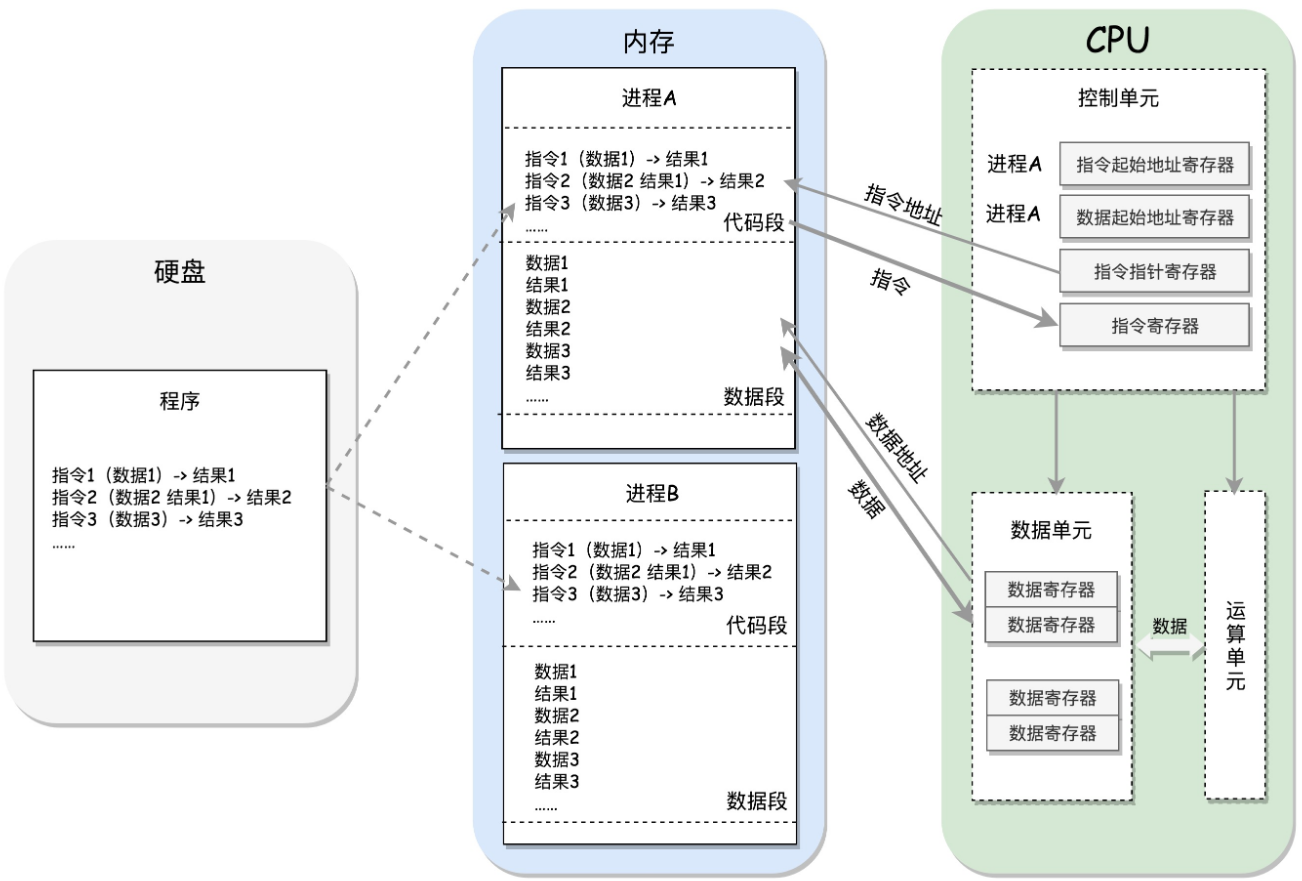 硬盘
程序
指令1（数据1）-> 结果1
指令2（数据2 结果1）-> 结果2
指令3（数据3）-> 结果3
……
内存
进程A
指令1（数据1）-> 结果1
指令2（数据2 结果1）-> 结果2
指令3（数据3）-> 结果3
……
代码段
数据1
结果1
数据2
结果2
数据3
结果3
……
数据段
进程B
指令1（数据1）-> 结果1
指令2（数据2 结果1）-> 结果2
指令3（数据3）-> 结果3
……
代码段
数据1
结果1
数据2
结果2
数据3
结果3
……
数据段
指令地址
指令
数据地址
数据
CPU
控制单元
进程A
指令起始地址寄存器
进程A
数据起始地址寄存器
指令指针寄存器
指令寄存器
数据单元
数据寄存器
数据寄存器
数据寄存器
数据寄存器
数据
运算单元